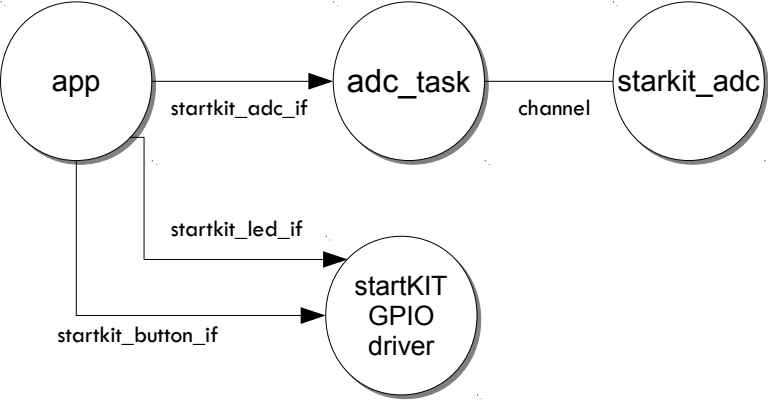 app
adc_task
starkit_adc
startkit_adc_if
channel
startkit_led_if
startKIT
GPIO
driver
startkit_button_if